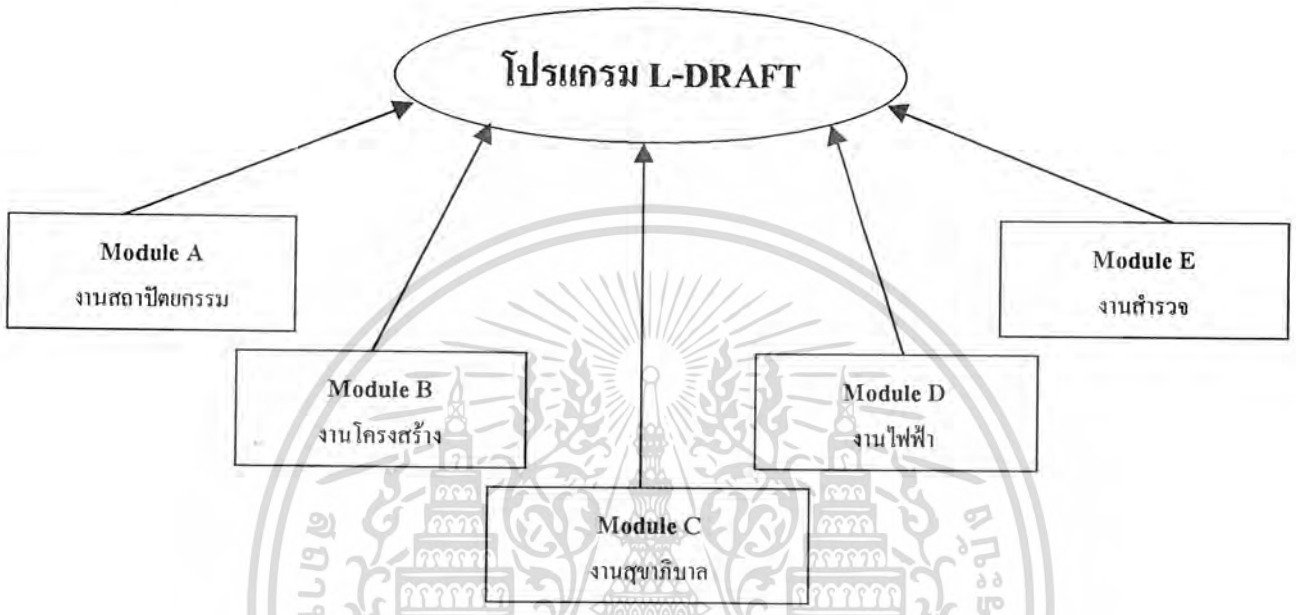 โปรแกรม L-DRAFT
Module A
งานสถาปัตยกรรม
Module B
งานโครงสร้าง
Module C
งานสุขาภิบาล
Module D
งานไฟฟ้า
Module E
งานสำรวจ